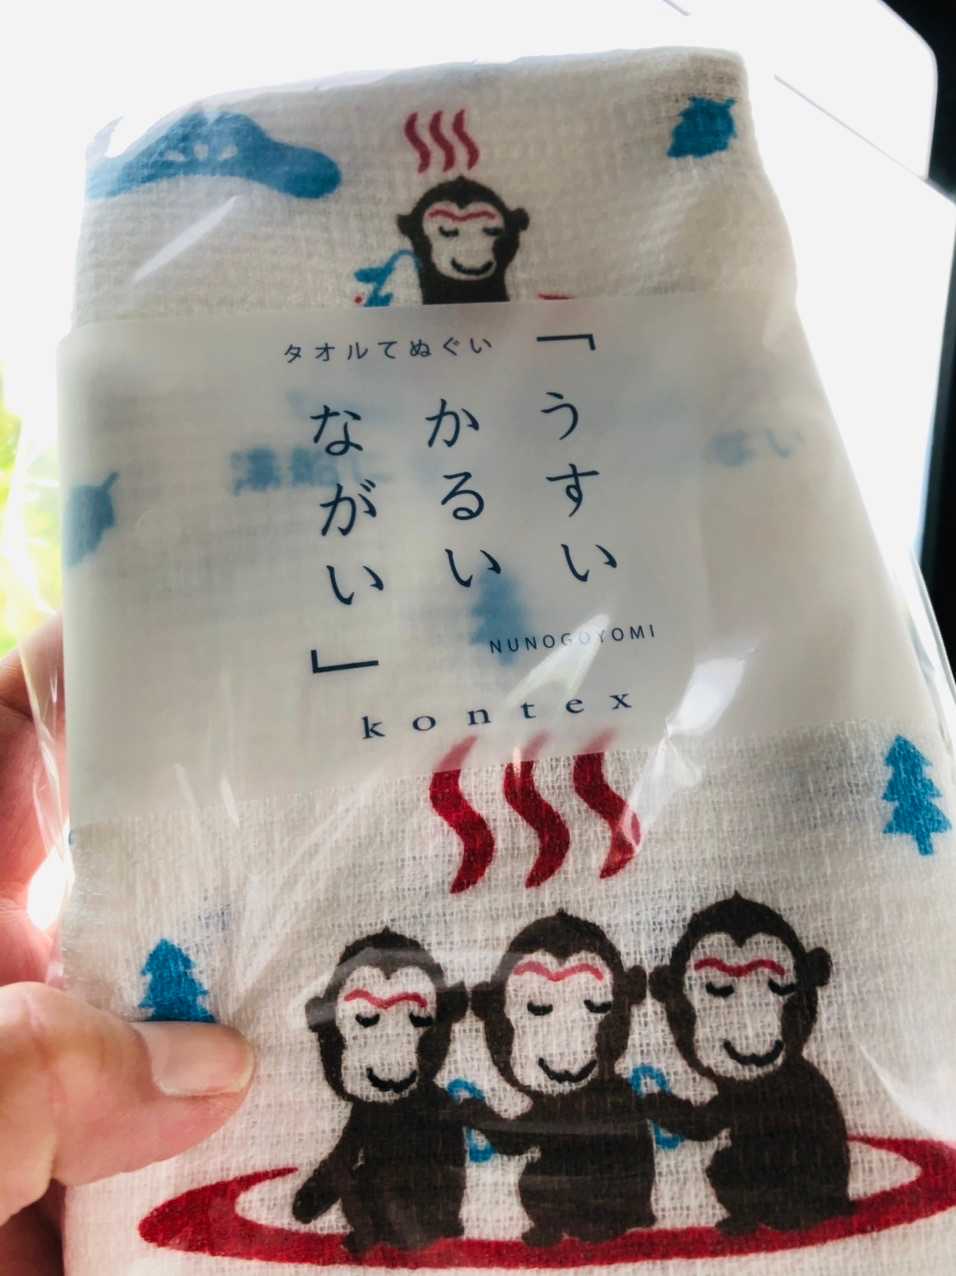 タオルてぬぐい
「うすい
かるい
ながい」
NUNOGOYOMI
kontex